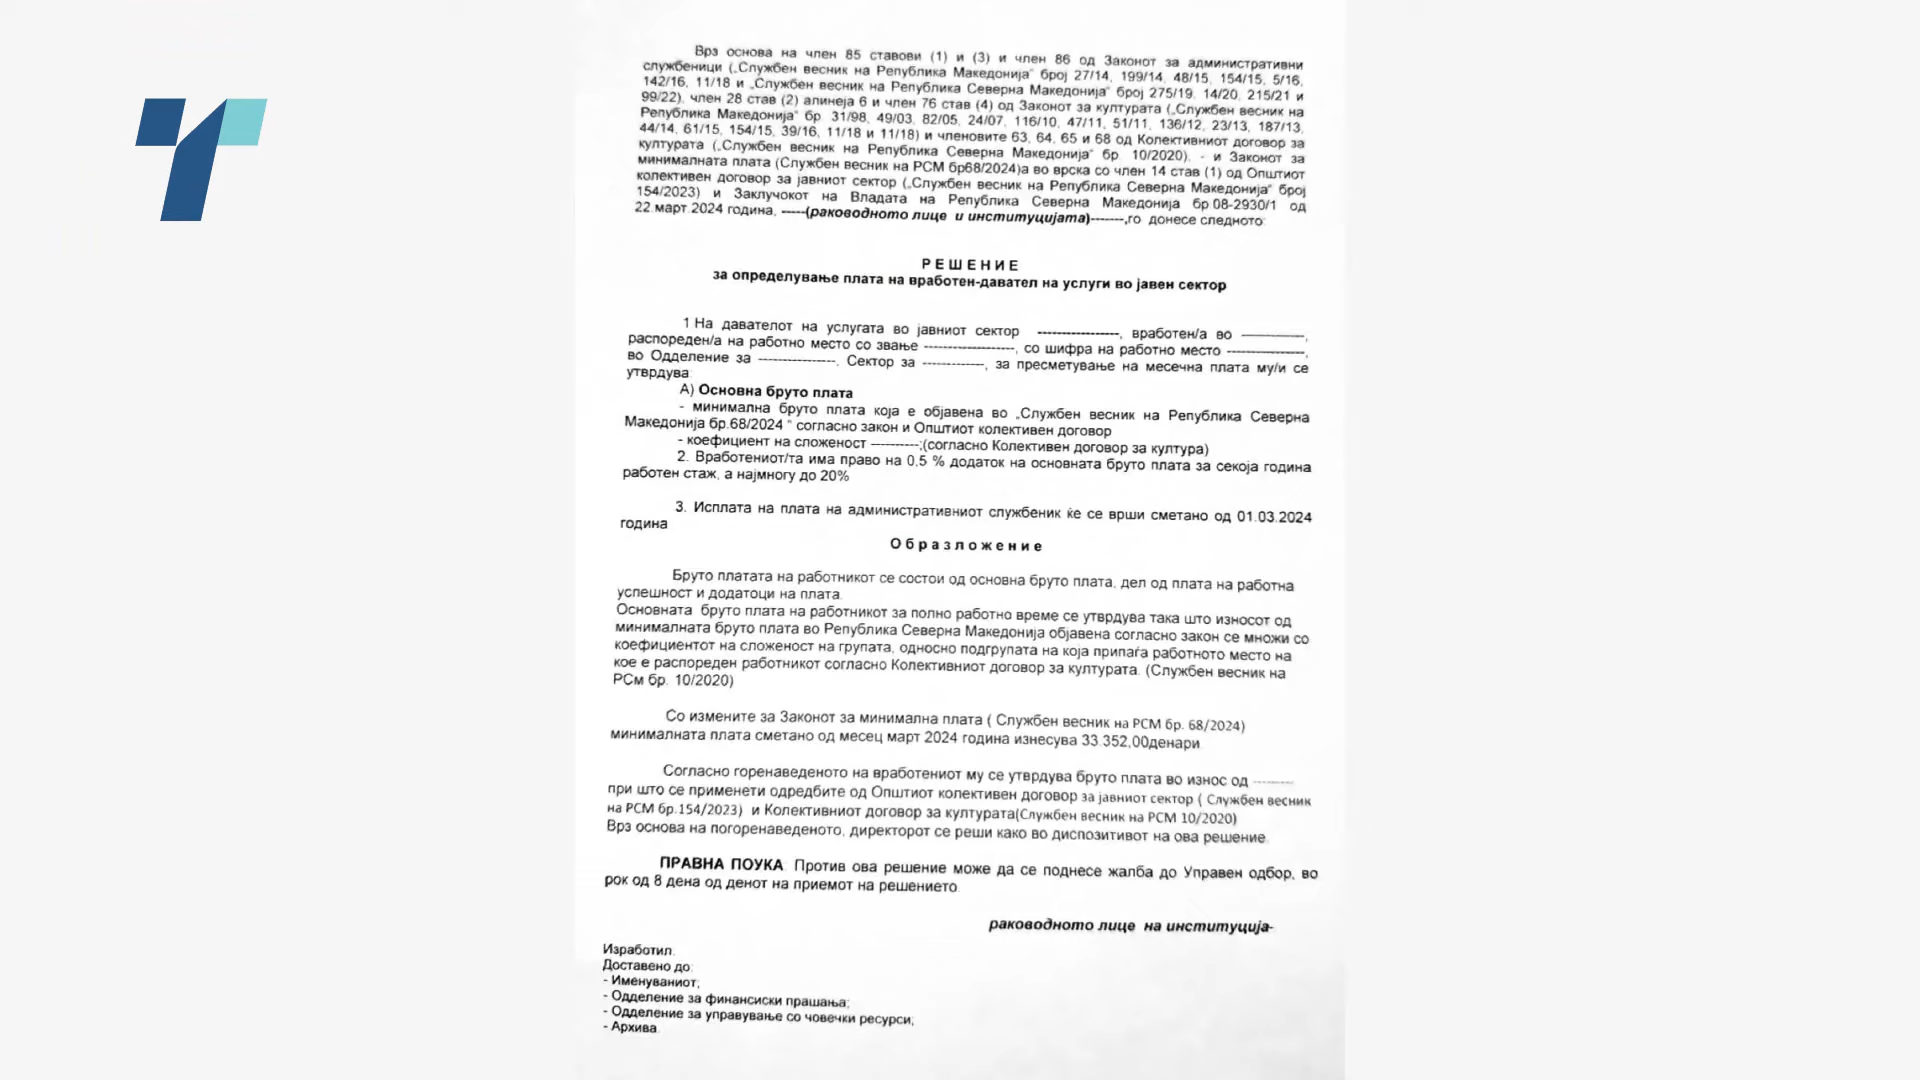 Врз основа на член 85 ставови (1) и (3) и член 86 од Законот за административни
службеници („Службен весник на Република Македонија“ број 27/14, 199/14, 48/15, 154/15, 5/16,
142/16, 11/18 и „Службен весник на Република Северна Македонија“ број 275/19, 14/20, 215/21 и
99/22), член 28 став (2) алинеја 6 и член 76 став (4) од Законот за културата („Службен весник на
Република Македонија“ бр. 31/98, 49/03, 82/05, 24/07, 116/10, 47/11, 51/11, 136/12, 23/13, 187/13,
44/14, 61/15, 154/15, 39/16, 11/18 и 11/18) и членовите 63, 64, 65 и 68 од Колективниот договор за
културата („Службен весник на Република Северна Македонија“ бр. 10/2020), - и Законот за
минималната плата (Службен весник на РСМ бр68/2024)а во врска со член 14 став (1) од Општиот
колективен договор за јавниот сектор („Службен весник на Република Северна Македонија“ број
154/2023) и Заклучокот на Владата на Република Северна Македонија бр.08-2930/1 од
22.март.2024 година, -----(раководното лице и институцијата)-------,го донесе следното:
Р Е Ш Е Н И Е
за определување плата на вработен-давател на услуги во јавен сектор
1.На давателот на услугата во јавниот сектор -----------------, вработен/а во -------------,
распореден/а на работно место со звање -------------------, со шифра на работно место ----------------,
во Одделение за ----------------, Сектор за -------------, за пресметување на месечна плата му/и се
утврдува:
А) Основна бруто плата
- минимална бруто плата која е објавена во „Службен весник на Република Северна
Македонија бр.68/2024 “ согласно закон и Општиот колективен договор
- коефициент на сложеност ----------;(согласно Колективен договор за култура)
2. Вработениот/та има право на 0,5 % додаток на основната бруто плата за секоја година
работен стаж, а најмногу до 20%
3. Исплата на плата на административниот службеник ќе се врши сметано од 01.03.2024
година
О б р а з л о ж е н и е
Бруто платата на работникот се состои од основна бруто плата, дел од плата на работна
успешност и додатоци на плата.
Основната бруто плата на работникот за полно работно време се утврдува така што износот од
минималната бруто плата во Република Северна Македонија објавена согласно закон се множи со
коефициентот на сложеност на групата, односно подгрупата на која припаѓа работното место на
кое е распореден работникот согласно Колективниот договор за културата. (Службен весник на
РСм бр. 10/2020)
Со измените за Законот за минимална плата ( Службен весник на РСМ бр. 68/2024)
минималната плата сметано од месец март 2024 година изнесува 33.352,00денари.
Согласно горенаведеното на вработениот му се утврдува бруто плата во износ од --------
при што се применети одредбите од Општиот колективен договор за јавниот сектор ( Службен весник
на РСМ бр.154/2023) и Колективниот договор за културата(Службен весник на РСМ 10/2020)
Врз основа на погоренаведеното, директорот се реши како во диспозитивот на ова решение.
ПРАВНА ПОУКА: Против ова решение може да се поднесе жалба до Управен одбор, во
рок од 8 дена од денот на приемот на решението.
раководното лице на институција-
Изработил:
Доставено до:
- Именуваниот;
- Одделение за финансиски прашања;
- Одделение за управување со човечки ресурси;
- Архива.